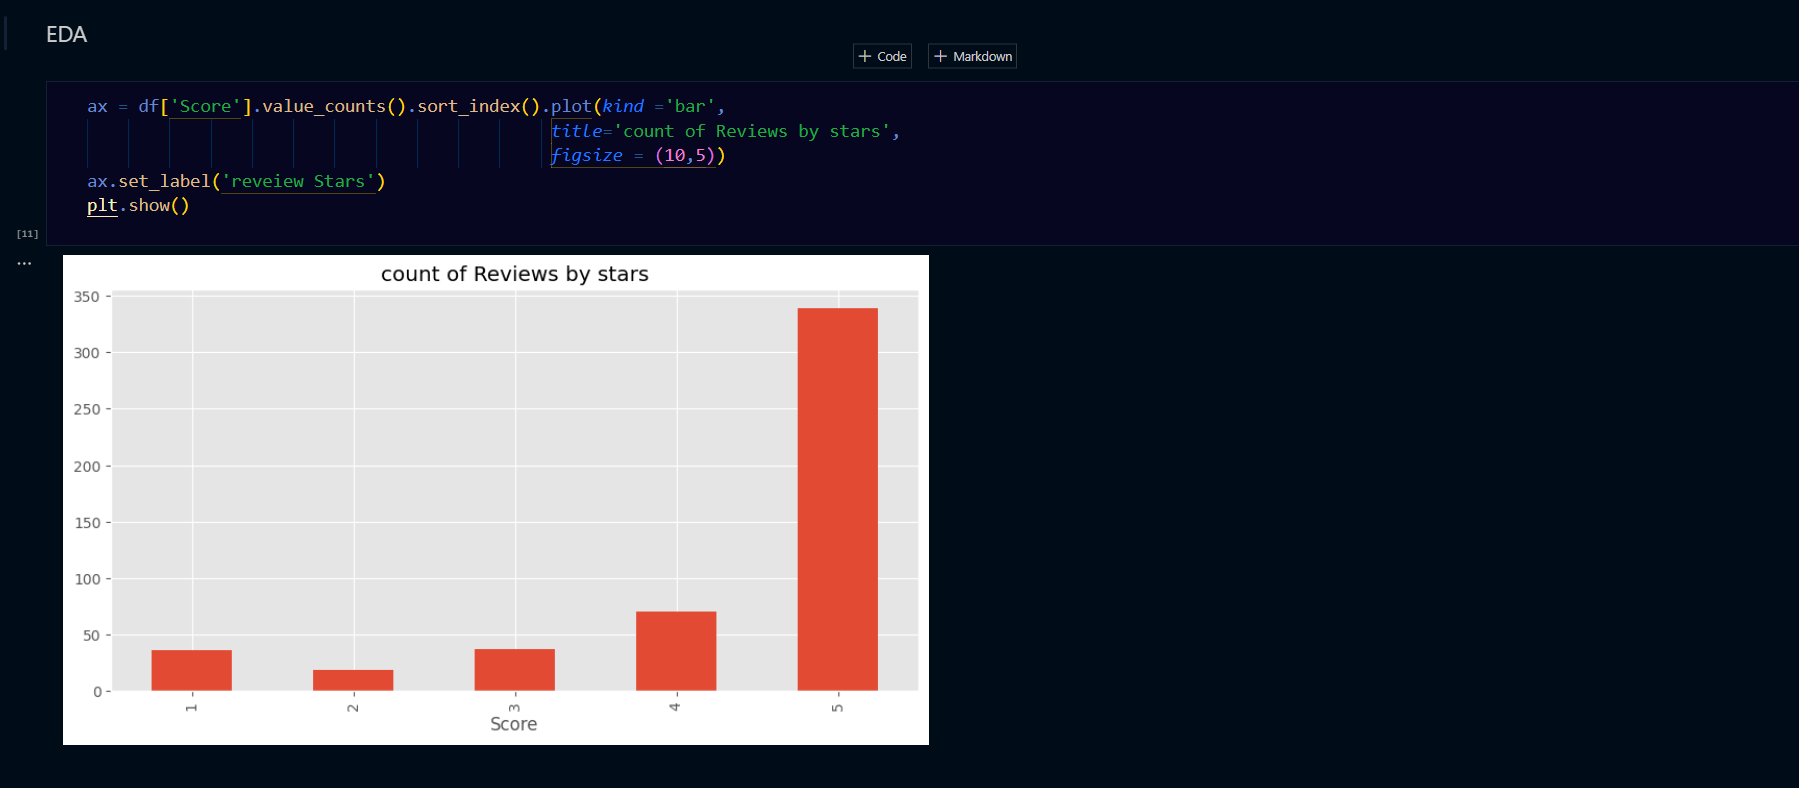 EDA
+ Code + Markdown
ax = df['Score'].value_counts().sort_index().plot(kind ='bar',
title='count of Reviews by stars',
figsize = (10,5))
ax.set_label('reveiew Stars')
plt.show()
[11]
...
count of Reviews by stars
350
300
250
200
150
100
50
0
1 2 3 4 5
Score